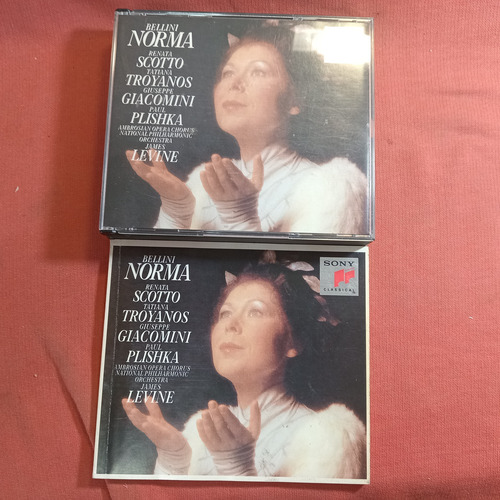 BELLINI
NORMA
RENATA
SCOTTO
TATIANA
TROYANOS
GIUSEPPE
GIACOMINI
PAUL
PLISHKA
AMBROSIAN OPERA CHORUS
NATIONAL PHILHARMONIC
ORCHESTRA
JAMES
LEVINE
BELLINI
NORMA
RENATA
SCOTTO
TATIANA
TROYANOS
GIUSEPPE
GIACOMINI
PAUL
PLISHKA
AMBROSIAN OPERA CHORUS
NATIONAL PHILHARMONIC
ORCHESTRA
JAMES
LEVINE
SONY
CLASSICAL